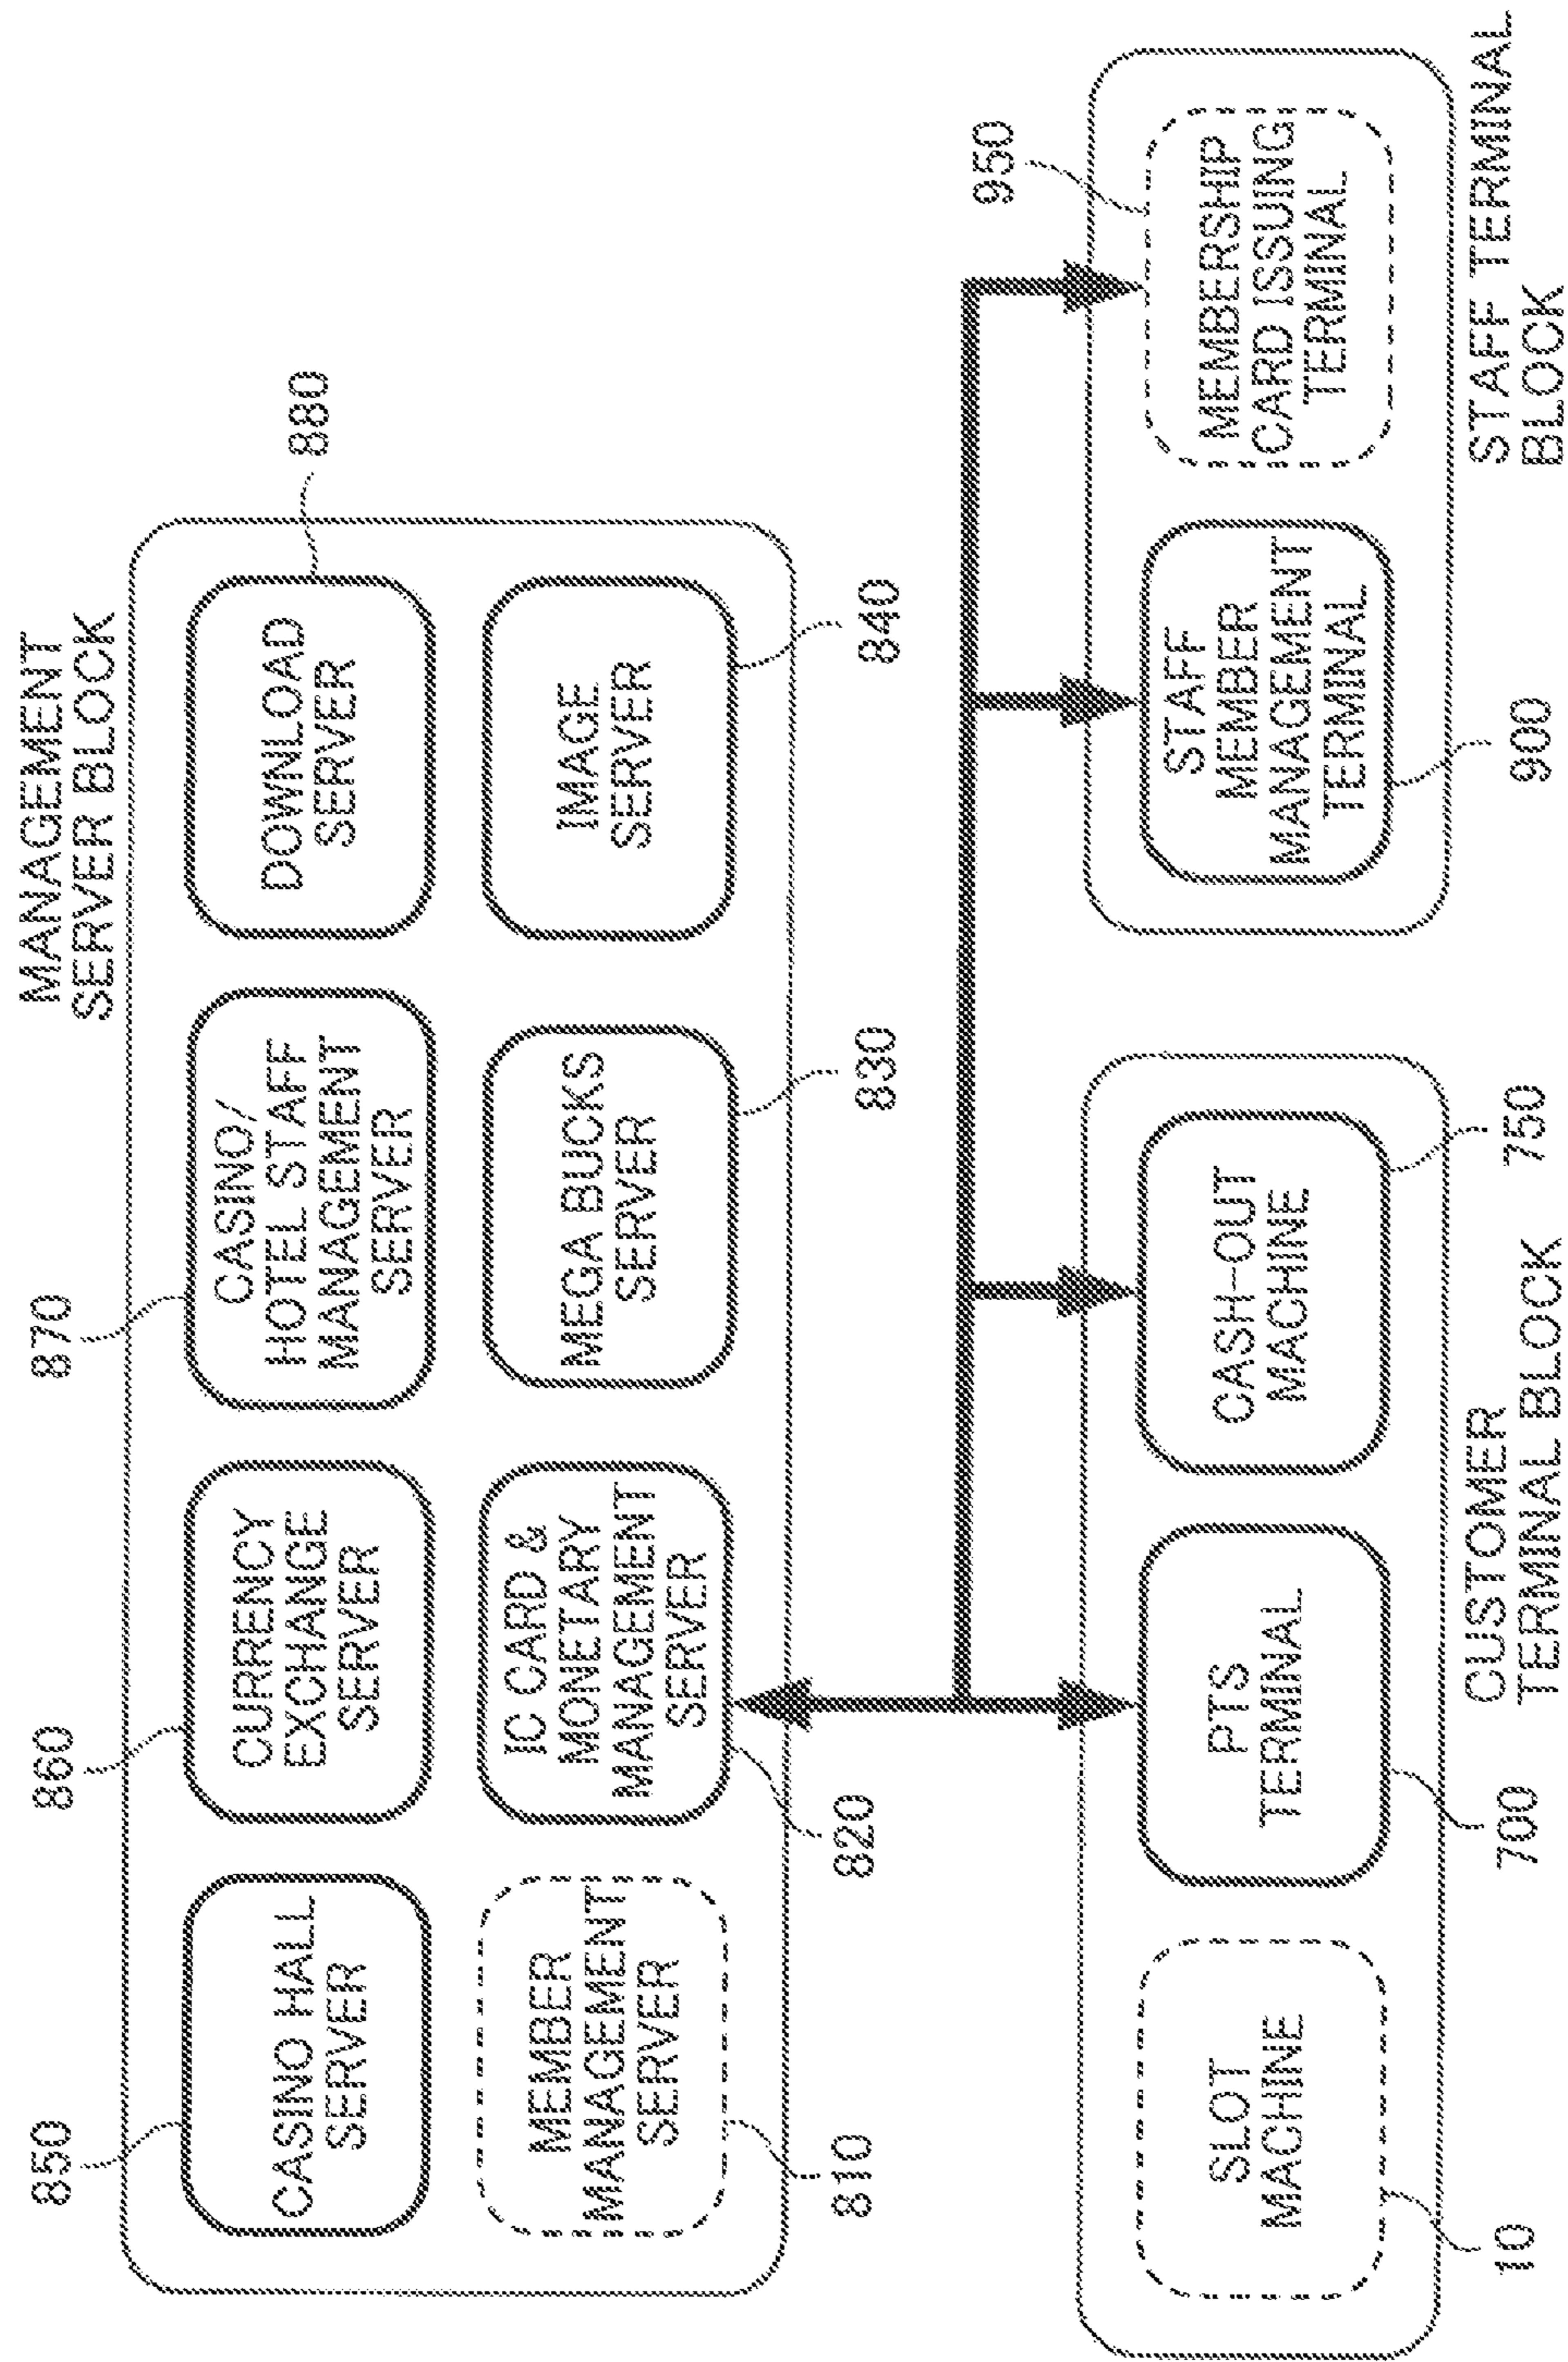 MANAGEMENT
SERVER BLOCK
850
860
870
880
CASINO HALL
SERVER
CURRENCY
EXCHANGE
SERVER
CASINO/
HOTEL STAFF
MANAGEMENT
SERVER
DOWNLOAD
SERVER
MEMBER
MANAGEMENT
SERVER
IC CARD &
MONETARY
MANAGEMENT
SERVER
MEGA BUCKS
SERVER
IMAGE
SERVER
810
820
830
840
950
SLOT
MACHINE
PTS
TERMINAL
CASH-OUT
MACHINE
STAFF
MEMBER
MANAGEMENT
TERMINAL
MEMBERSHIP
CARD ISSUING
TERMINAL
10
700
750
900
CUSTOMER
TERMINAL BLOCK
STAFF TERMINAL
BLOCK